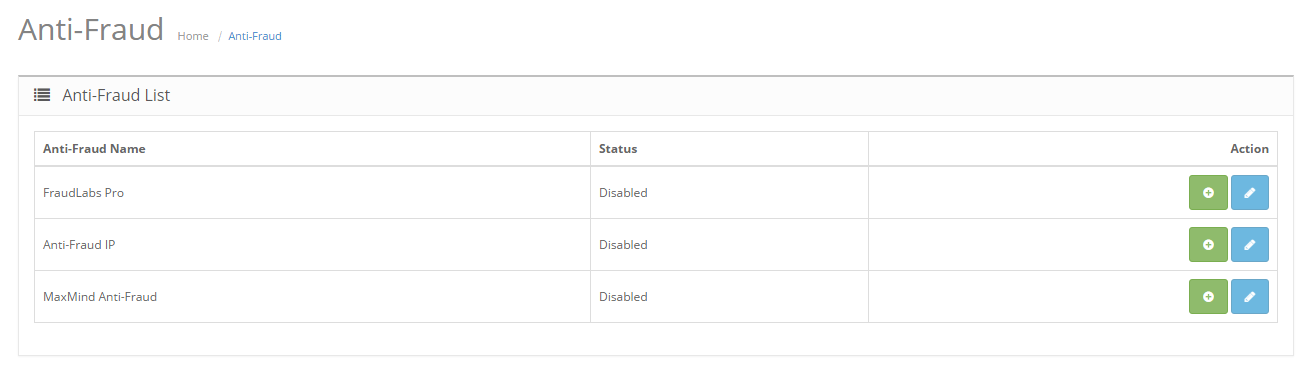 Anti-Fraud Home / Anti-Fraud
Anti-Fraud List
Anti-Fraud Name Status Action
FraudLabs Pro Disabled
Anti-Fraud IP Disabled
MaxMind Anti-Fraud Disabled